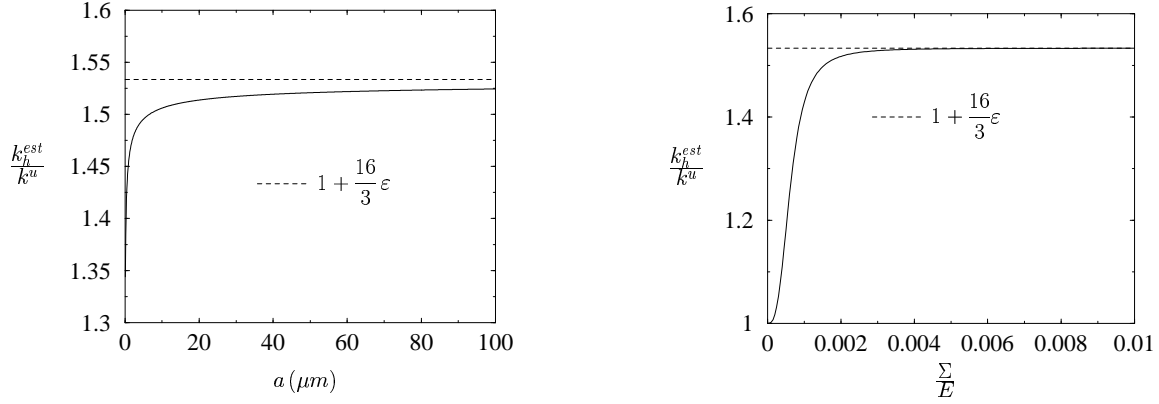 1.6
1.55
1.5
1.45
1.4
1.35
1.3
k_h^{est}
k^u
1 + 16/3 ε
0 20 40 60 80 100
a (μm)
1.6
1.4
1.2
1
k_h^{est}
k^u
1 + 16/3 ε
0 0.002 0.004 0.006 0.008 0.01
Σ
E